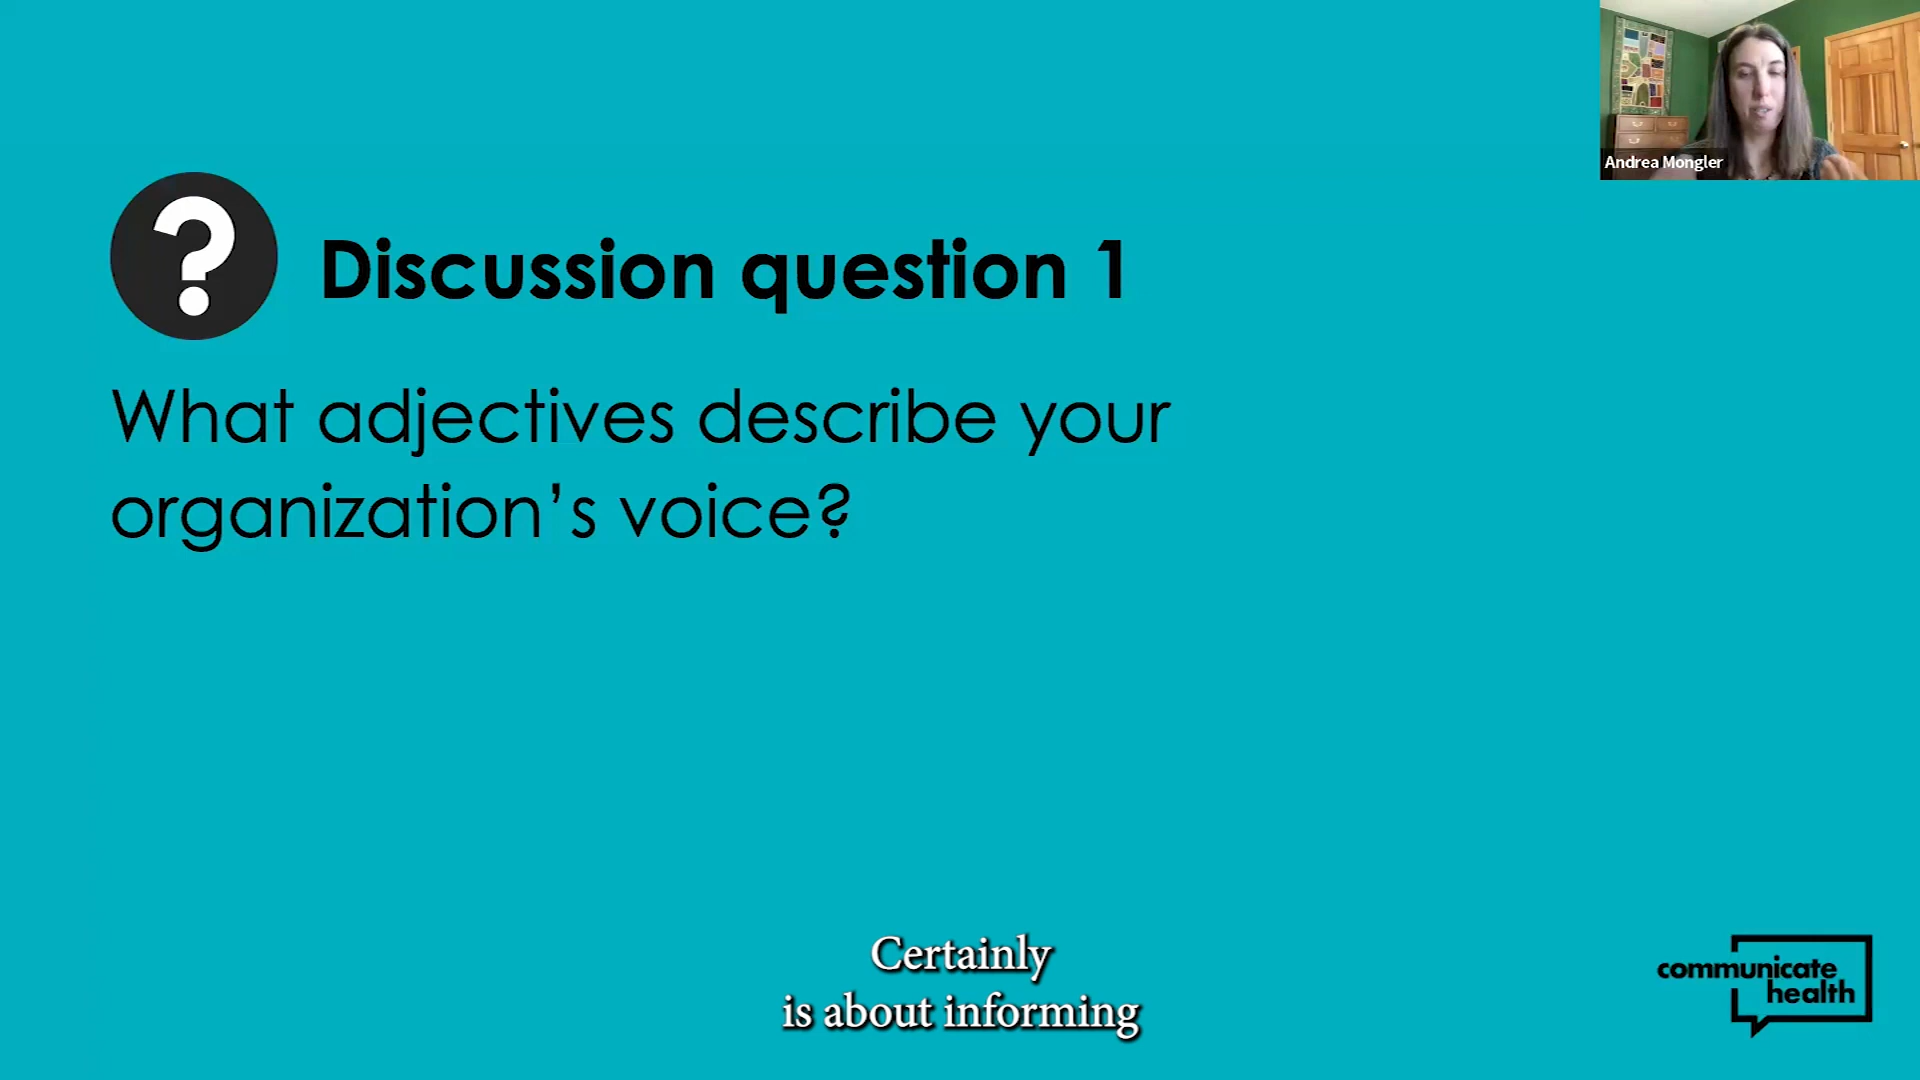 Andrea Mongler
?
Discussion question 1
What adjectives describe your
organization’s voice?
Certainly
is about informing
communicate
health